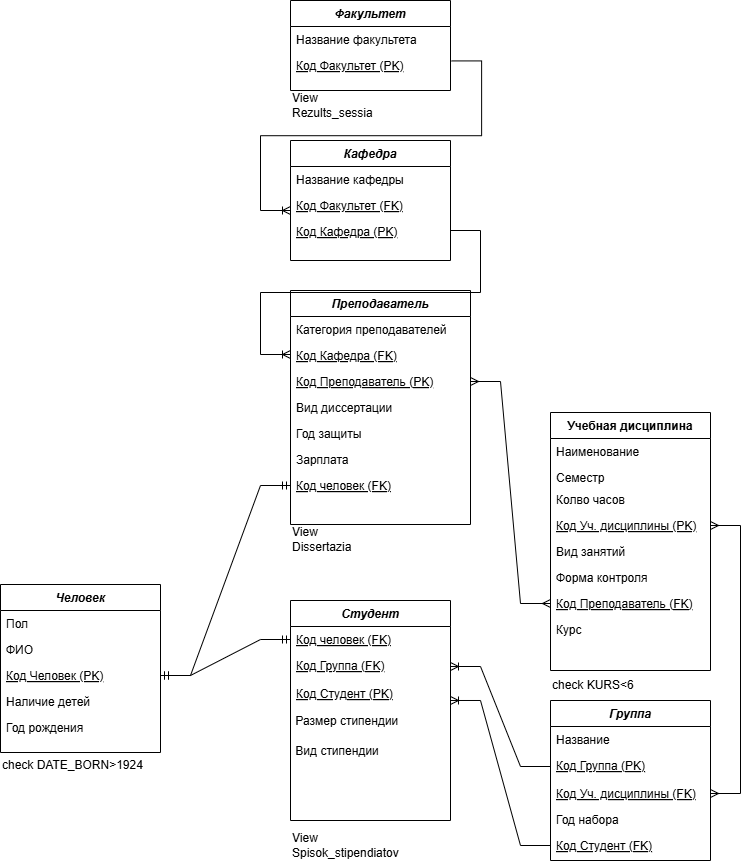 Факультет
Название факультета
Код Факультет (PK)
View
Rezults_sessia
Кафедра
Название кафедры
Код Факультет (FK)
Код Кафедра (PK)
Преподаватель
Категория преподавателей
Код Кафедра (FK)
Код Преподаватель (PK)
Вид диссертации
Год защиты
Зарплата
Код человек (FK)
View
Dissertazia
Учебная дисциплина
Наименование
Семестр
Колво часов
Код Уч. дисциплины (PK)
Вид занятий
Форма контроля
Код Преподаватель (FK)
Курс
check KURS<6
Человек
Пол
ФИО
Код Человек (PK)
Наличие детей
Год рождения
check DATE_BORN>1924
Студент
Код человек (FK)
Код Группа (FK)
Код Студент (PK)
Размер стипендии
Вид стипендии
View
Spisok_stipendiatov
Группа
Название
Код Группа (PK)
Код Уч. дисциплины (FK)
Год набора
Код Студент (FK)